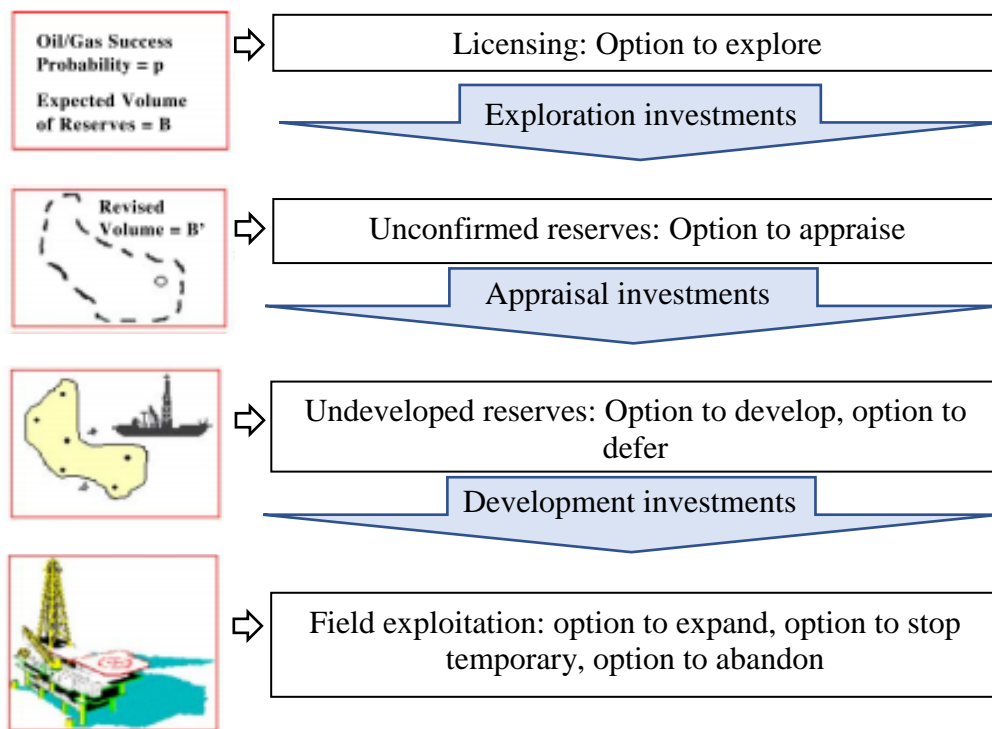 Oil/Gas Success
Probability = p
Expected Volume
of Reserves = B
Licensing: Option to explore
Exploration investments
Revised
Volume = B'
Unconfirmed reserves: Option to appraise
Appraisal investments
Undeveloped reserves: Option to develop, option to
defer
Development investments
Field exploitation: option to expand, option to stop
temporary, option to abandon